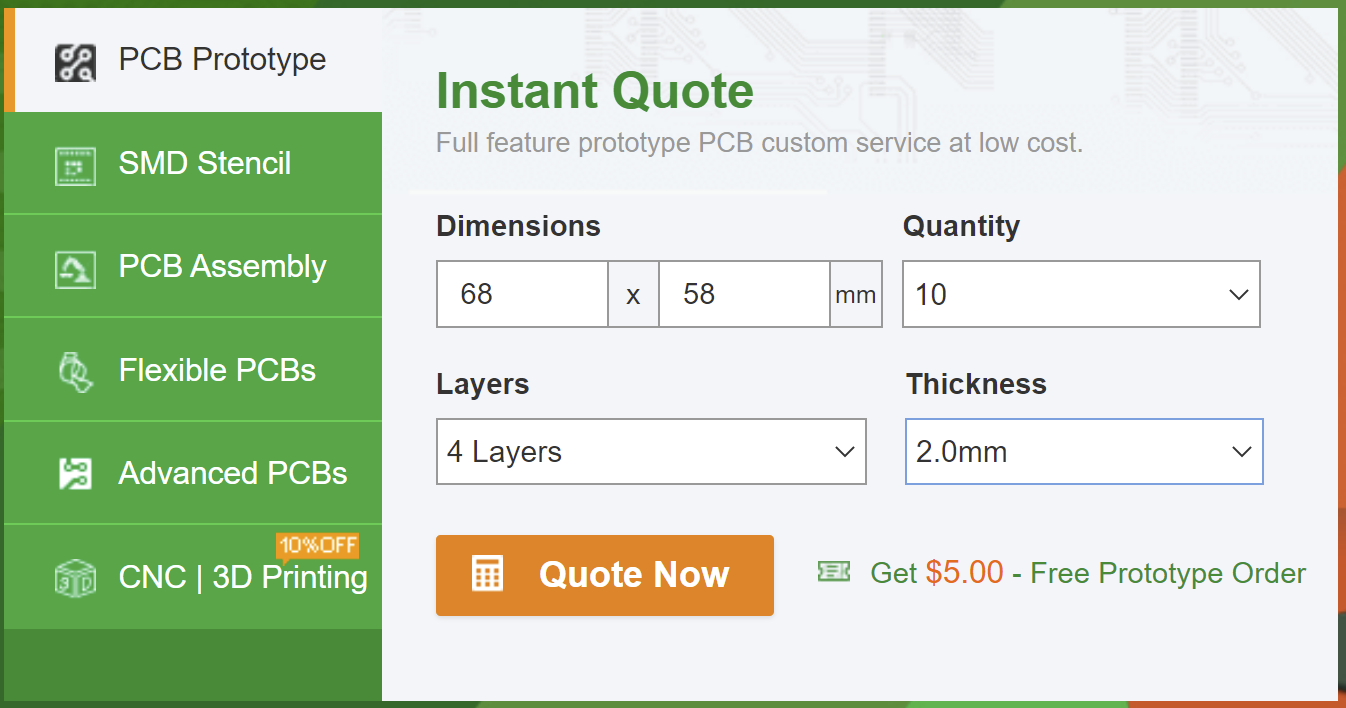 PCB Prototype
SMD Stencil
PCB Assembly
Flexible PCBs
Advanced PCBs
10%OFF
CNC | 3D Printing
3D
Instant Quote
Full feature prototype PCB custom service at low cost.
Dimensions
68 x 58 mm
Quantity
10
Layers
4 Layers
Thickness
2.0mm
Quote Now
Get $5.00 - Free Prototype Order